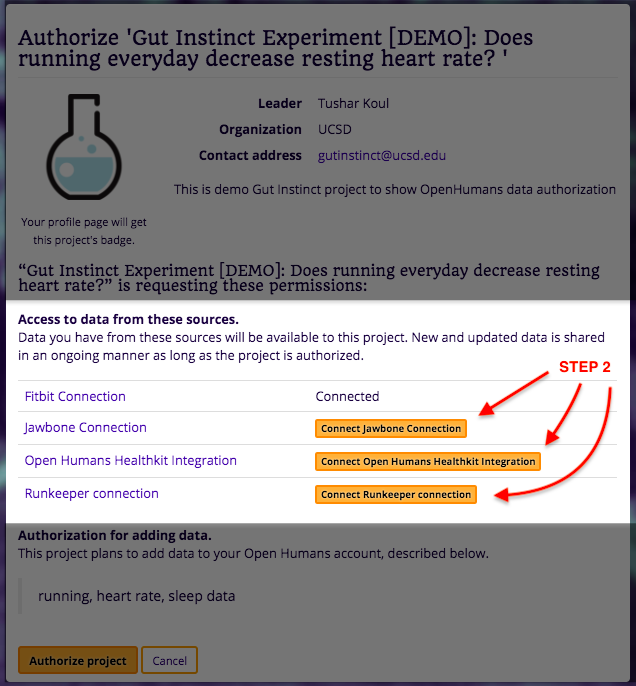 Authorize 'Gut Instinct Experiment [DEMO]: Does
running everyday decrease resting heart rate? '
Leader Tushar Koul
Organization UCSD
Contact address gutinstinct@ucsd.edu
This is demo Gut Instinct project to show OpenHumans data authorization
Your profile page will get
this project's badge.
“Gut Instinct Experiment [DEMO]: Does running everyday decrease resting
heart rate?” is requesting these permissions:
Access to data from these sources.
Data you have from these sources will be available to this project. New and updated data is shared
in an ongoing manner as long as the project is authorized.
STEP 2
Fitbit Connection Connected
Jawbone Connection Connect Jawbone Connection
Open Humans Healthkit Integration Connect Open Humans Healthkit Integration
Runkeeper connection Connect Runkeeper connection
Authorization for adding data.
This project plans to add data to your Open Humans account, described below.
running, heart rate, sleep data
Authorize project Cancel